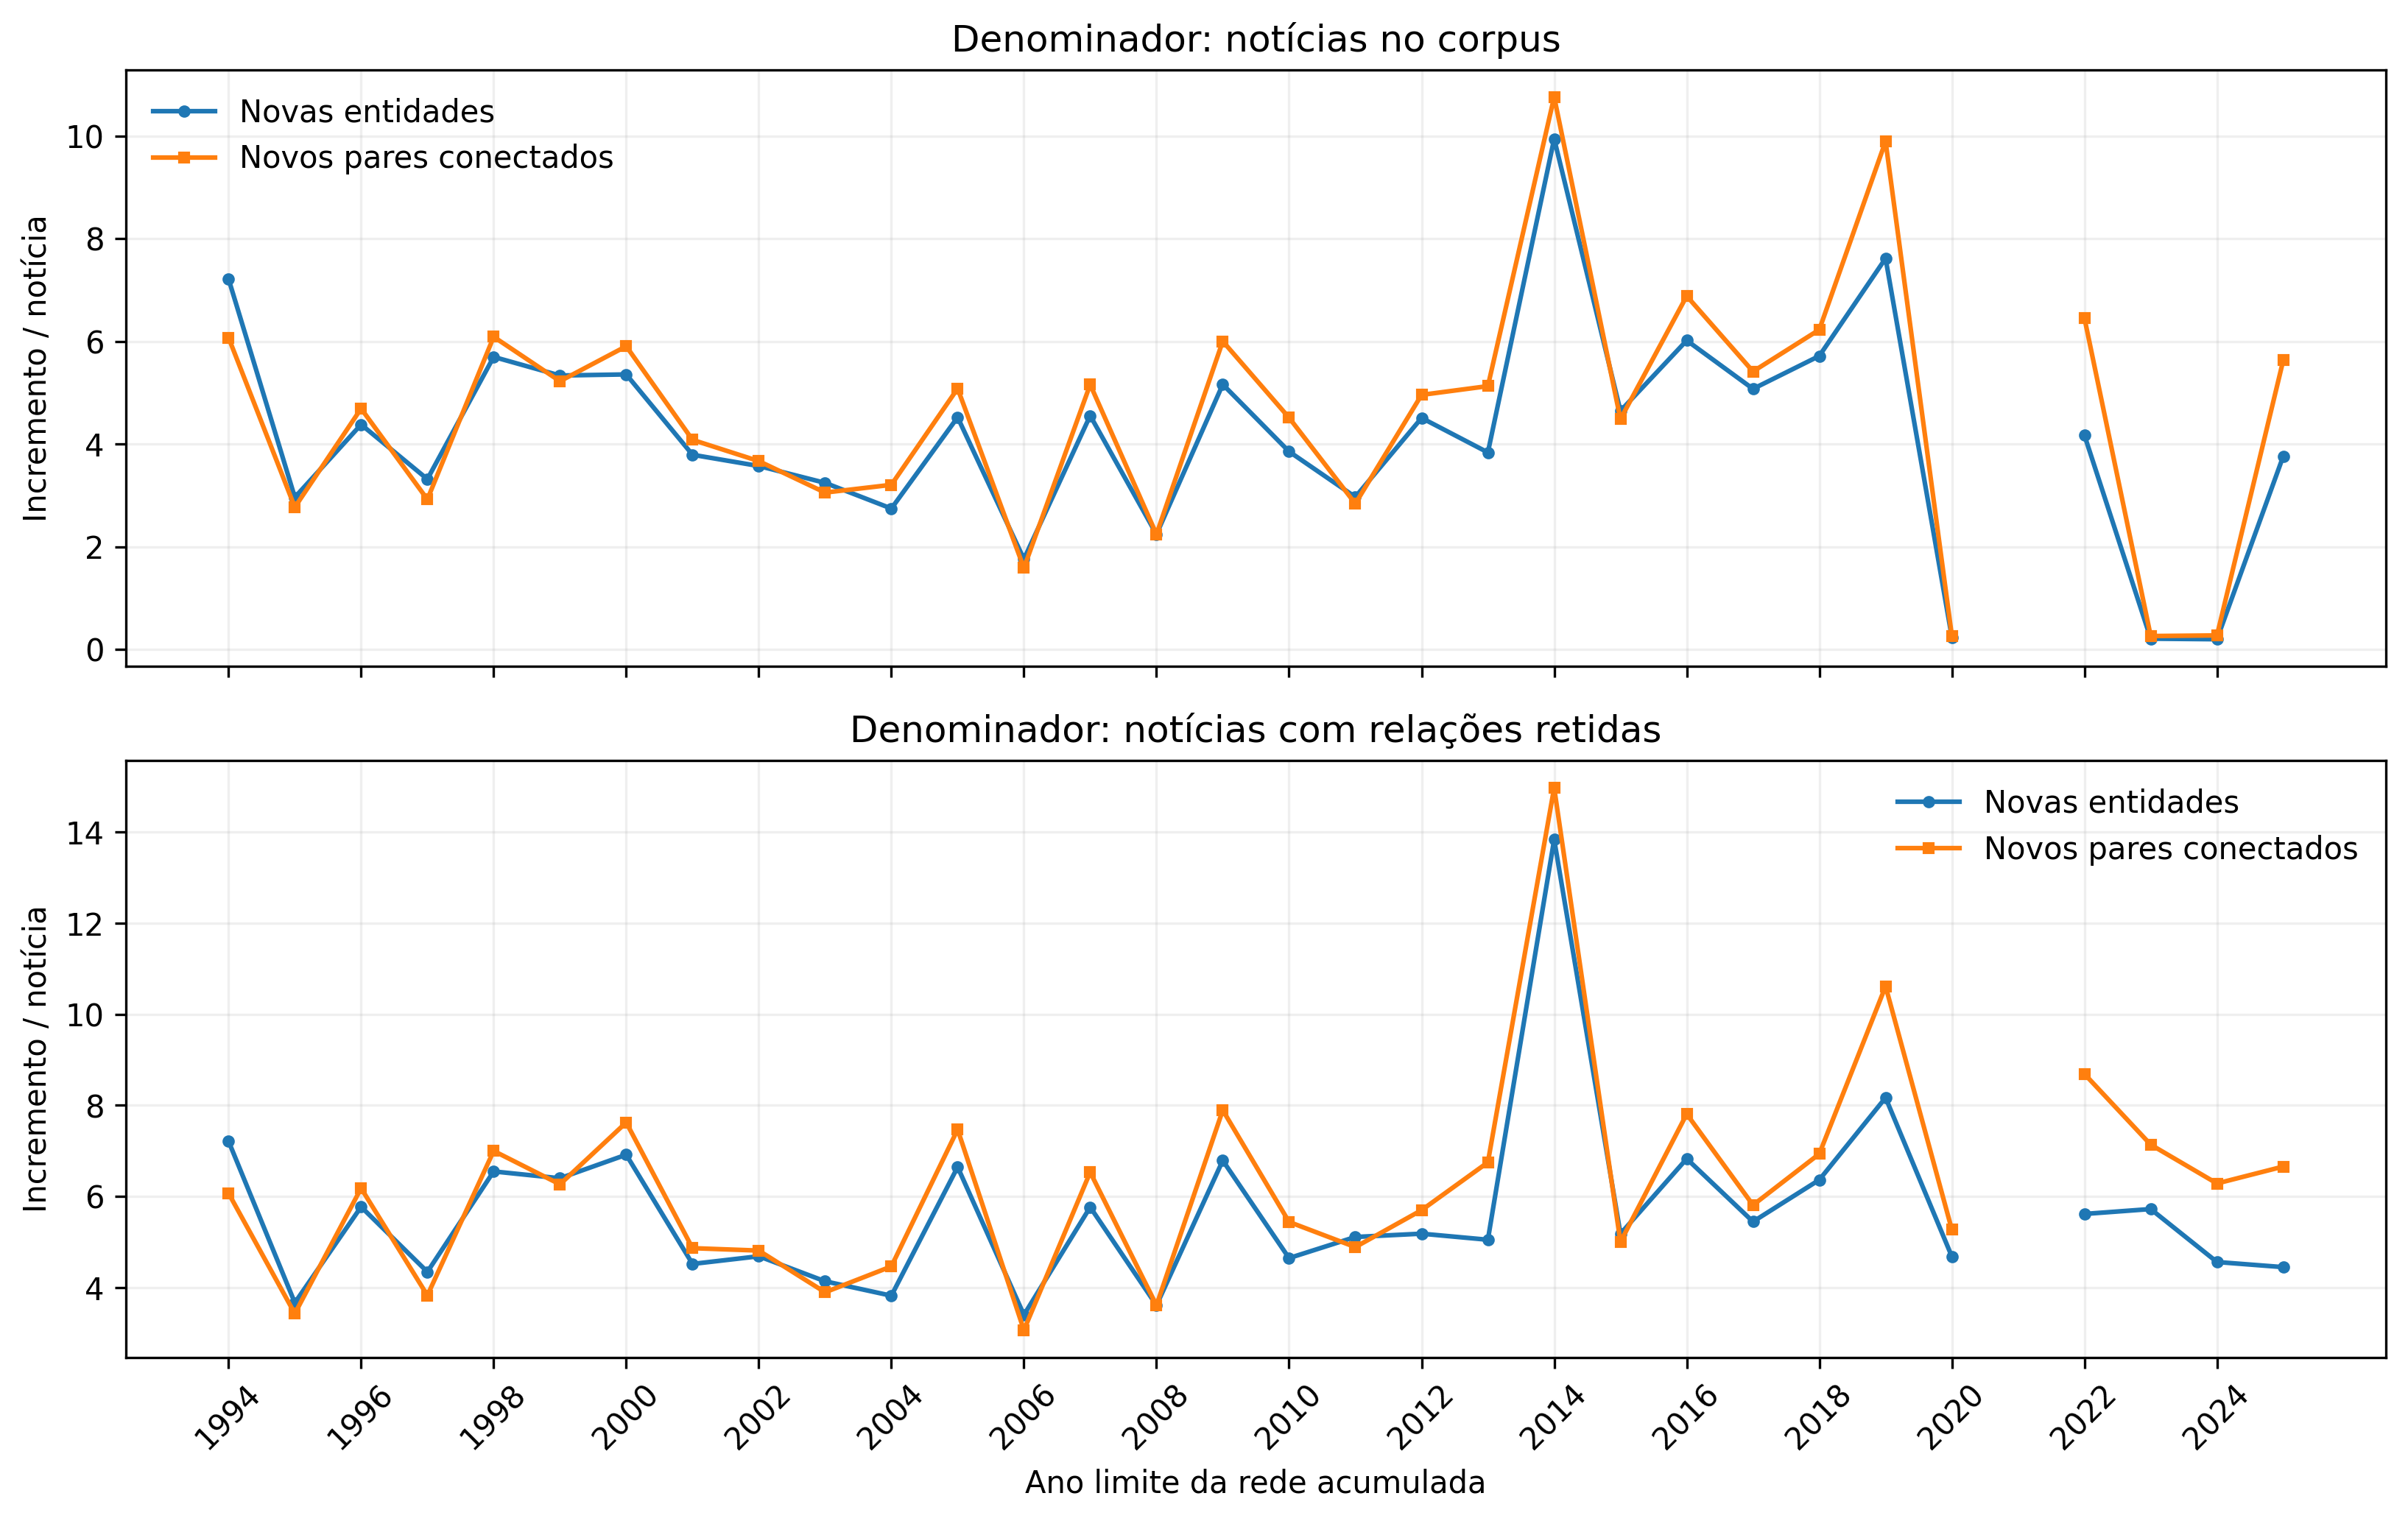 Denominador: notícias no corpus
Novas entidades
Novos pares conectados
Incremento / notícia
10
8
6
4
2
0
Denominador: notícias com relações retidas
Novas entidades
Novos pares conectados
Incremento / notícia
14
12
10
8
6
4
1994 1996 1998 2000 2002 2004 2006 2008 2010 2012 2014 2016 2018 2020 2022 2024
Ano limite da rede acumulada